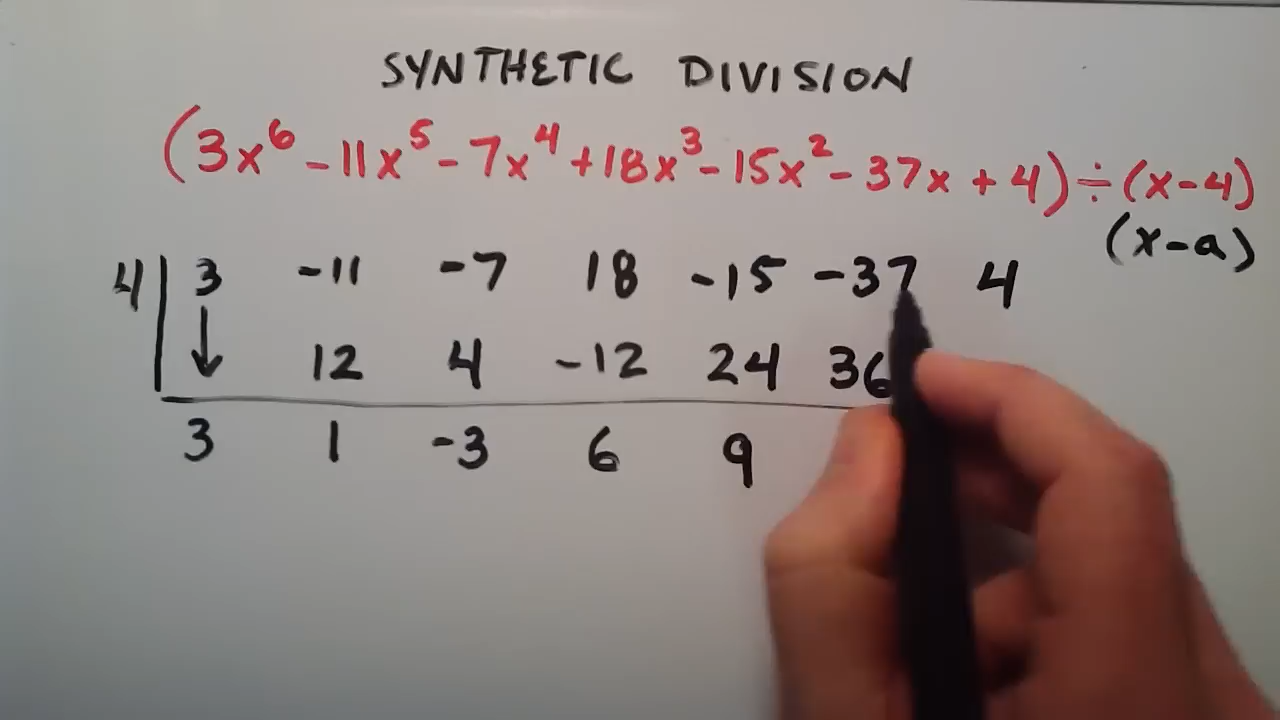 SYNTHETIC DIVISION
(3x⁶ - 11x⁵ - 7x⁴ + 18x³ - 15x² - 37x + 4) ÷ (x - 4)
(x - a)
4 | 3 -11 -7 18 -15 -37 4
↓ 12 4 -12 24 36
3 1 -3 6 9